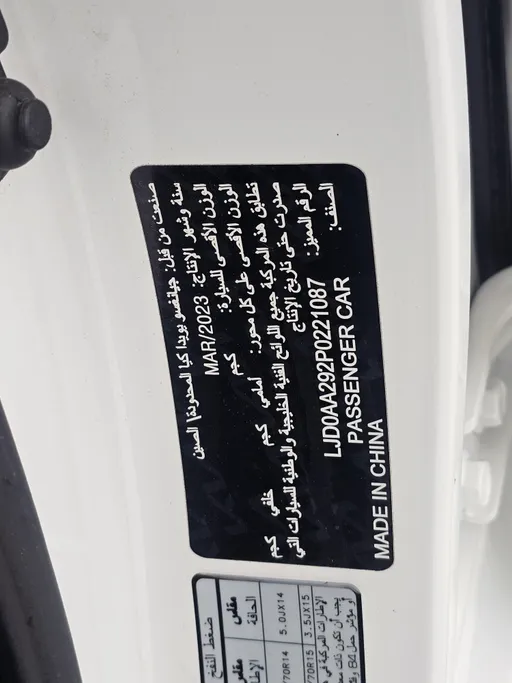 صنعت من قبل: جيانغسو يويدا كيا المحدودة| الصين
سنة وشهر الإنتاج: MAR/2023
الوزن الأقصى للسيارة: كجم
الوزن الأقصى على كل محور: أمامي كجم خلفي كجم
تطابق هذه المركبة جميع اللوائح الفنية الخليجية والوطنية للسيارات التي
صدرت حتى تاريخ الإنتاج
الرقم المميز: LJD0AA292P0221087
الصنف: PASSENGER CAR
MADE IN CHINA
ضغط النفخ
مقاس الحافة
مقاس
5.0JX14
70R14
3.5JX15
70R15